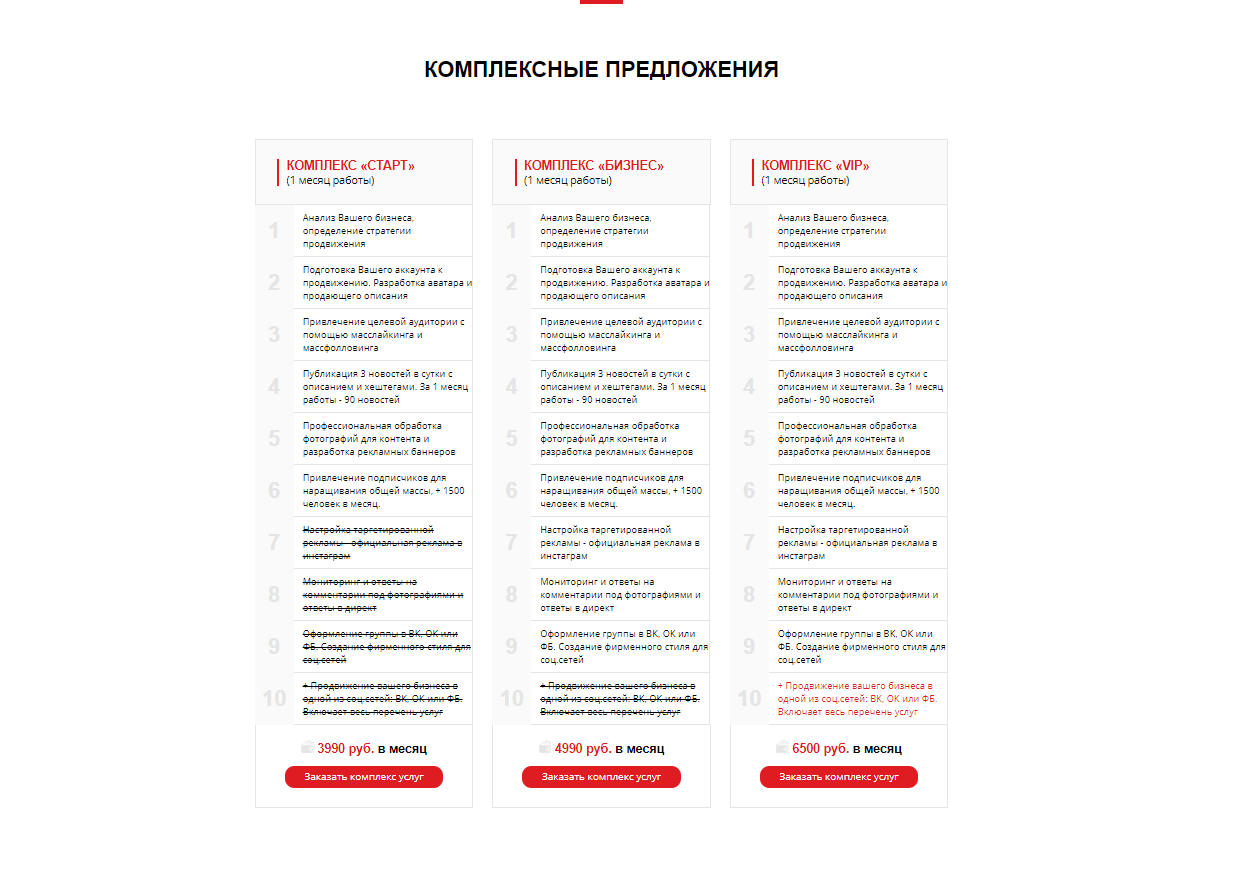 КОМПЛЕКСНЫЕ ПРЕДЛОЖЕНИЯ
КОМПЛЕКС «СТАРТ»
(1 месяц работы)
1
Анализ Вашего бизнеса,
определение стратегии
продвижения
2
Подготовка Вашего аккаунта к
продвижению. Разработка аватара и
продающего описания
3
Привлечение целевой аудитории с
помощью масслайкинга и
массфолловинга
4
Публикация 3 новостей в сутки с
описанием и хештегами. За 1 месяц
работы - 90 новостей
5
Профессиональная обработка
фотографий для контента и
разработка рекламных баннеров
6
Привлечение подписчиков для
наращивания общей массы, + 1500
человек в месяц.
7
Настройка таргетированной
рекламы - официальная реклама в
инстаграм
8
Мониторинг и ответы на
комментарии под фотографиями и
ответы в директ
9
Оформление группы в ВК, ОК или
ФБ. Создание фирменного стиля для
соц.сетей
10
+ Продвижение вашего бизнеса в
одной из соц.сетей: ВК, ОК или ФБ.
Включает весь перечень услуг
3990 руб. в месяц
Заказать комплекс услуг
КОМПЛЕКС «БИЗНЕС»
(1 месяц работы)
1
Анализ Вашего бизнеса,
определение стратегии
продвижения
2
Подготовка Вашего аккаунта к
продвижению. Разработка аватара и
продающего описания
3
Привлечение целевой аудитории с
помощью масслайкинга и
массфолловинга
4
Публикация 3 новостей в сутки с
описанием и хештегами. За 1 месяц
работы - 90 новостей
5
Профессиональная обработка
фотографий для контента и
разработка рекламных баннеров
6
Привлечение подписчиков для
наращивания общей массы, + 1500
человек в месяц.
7
Настройка таргетированной
рекламы - официальная реклама в
инстаграм
8
Мониторинг и ответы на
комментарии под фотографиями и
ответы в директ
9
Оформление группы в ВК, ОК или
ФБ. Создание фирменного стиля для
соц.сетей
10
+ Продвижение вашего бизнеса в
одной из соц.сетей: ВК, ОК или ФБ.
Включает весь перечень услуг
4990 руб. в месяц
Заказать комплекс услуг
КОМПЛЕКС «VIP»
(1 месяц работы)
1
Анализ Вашего бизнеса,
определение стратегии
продвижения
2
Подготовка Вашего аккаунта к
продвижению. Разработка аватара и
продающего описания
3
Привлечение целевой аудитории с
помощью масслайкинга и
массфолловинга
4
Публикация 3 новостей в сутки с
описанием и хештегами. За 1 месяц
работы - 90 новостей
5
Профессиональная обработка
фотографий для контента и
разработка рекламных баннеров
6
Привлечение подписчиков для
наращивания общей массы, + 1500
человек в месяц.
7
Настройка таргетированной
рекламы - официальная реклама в
инстаграм
8
Мониторинг и ответы на
комментарии под фотографиями и
ответы в директ
9
Оформление группы в ВК, ОК или
ФБ. Создание фирменного стиля для
соц.сетей
10
+ Продвижение вашего бизнеса в
одной из соц.сетей: ВК, ОК или ФБ.
Включает весь перечень услуг
6500 руб. в месяц
Заказать комплекс услуг